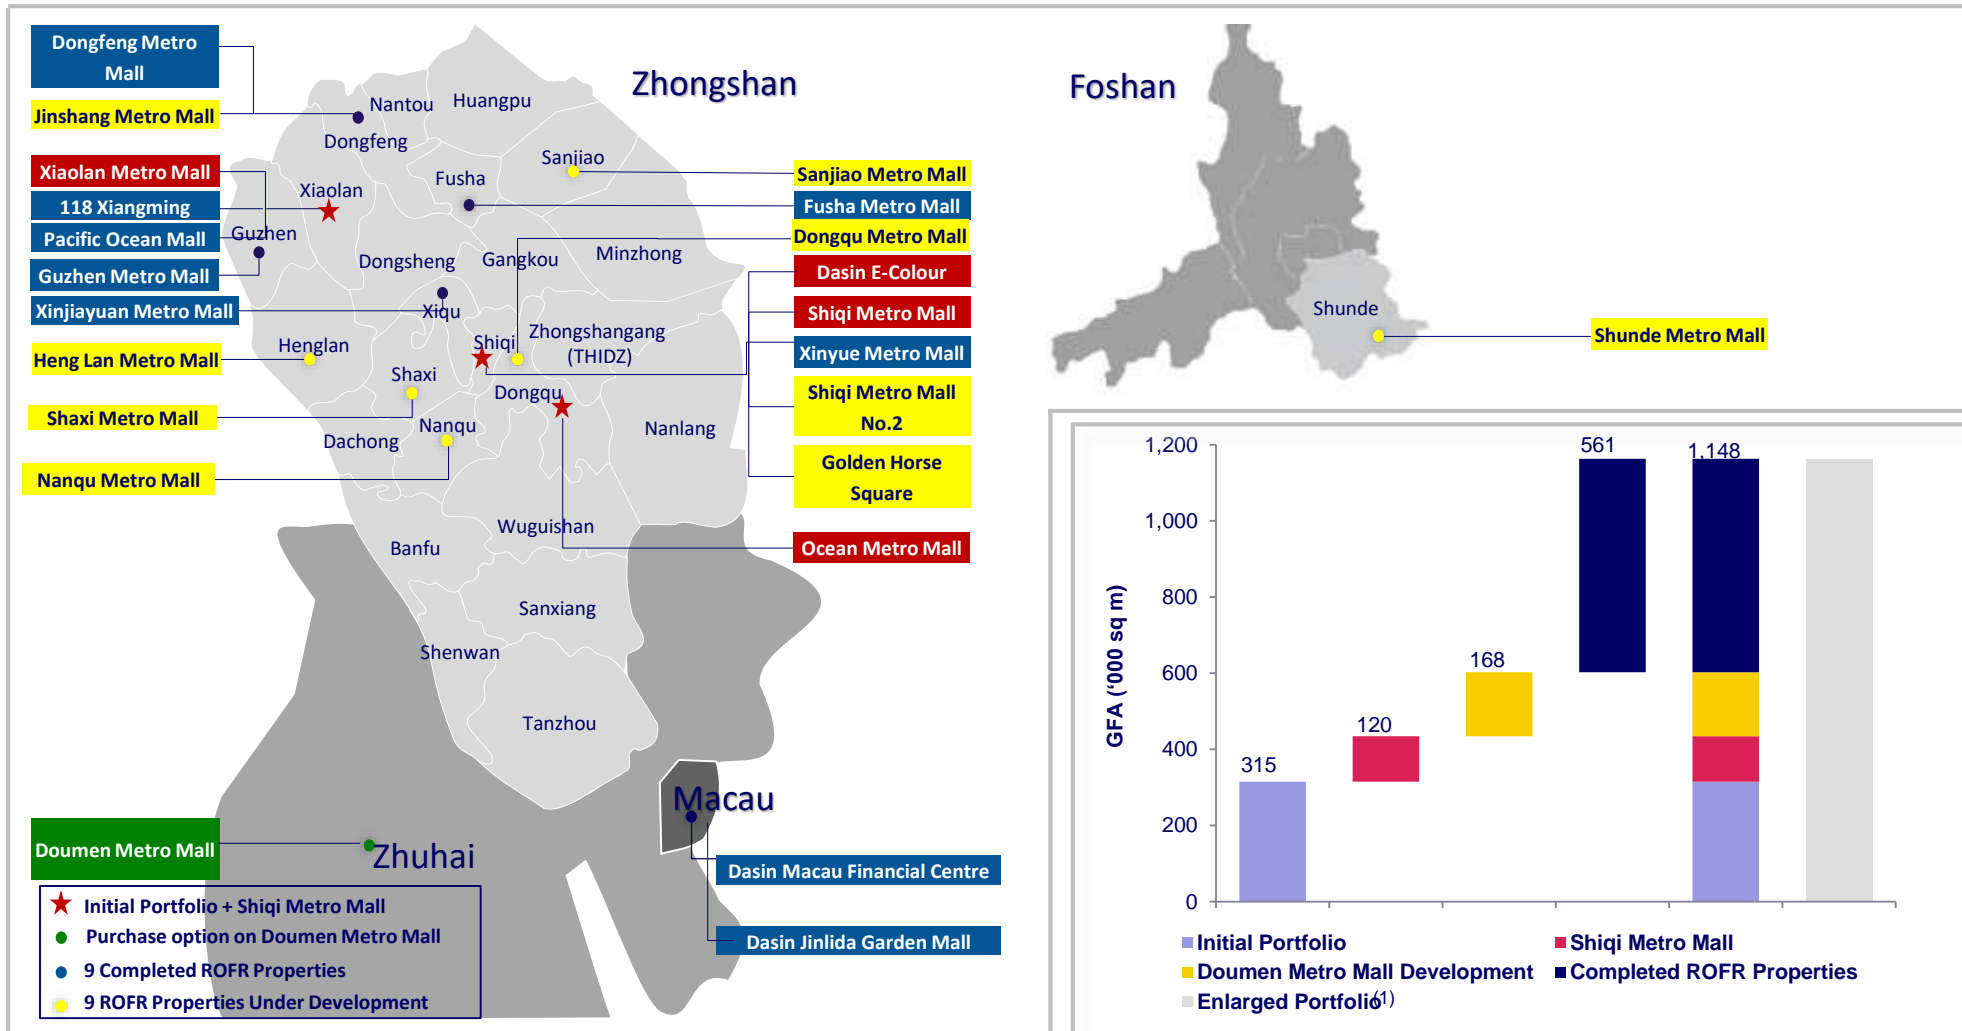 Dongfeng Metro
Mall
Jinshang Metro Mall
Xiaolan Metro Mall
118 Xiangming
Pacific Ocean Mall
Guzhen Metro Mall
Xinjiayuan Metro Mall
Heng Lan Metro Mall
Shaxi Metro Mall
Nanqu Metro Mall
Doumen Metro Mall
Zhongshan
Nantou
Huangpu
Dongfeng
Sanjiao
Fusha
Xiaolan
Guzhen
Dongsheng
Gangkou
Minzhong
Xiqu
Henglan
Shiqi
Zhongshangang
(THIDZ)
Shaxi
Dongqu
Nanqu
Dachong
Nanlang
Wuguishan
Banfu
Sanxiang
Shenwan
Tanzhou
Macau
Zhuhai
Sanjiao Metro Mall
Fusha Metro Mall
Dongqu Metro Mall
Dasin E-Colour
Shiqi Metro Mall
Xinyue Metro Mall
Shiqi Metro Mall
No.2
Golden Horse
Square
Ocean Metro Mall
Dasin Macau Financial Centre
Dasin Jinlida Garden Mall
Initial Portfolio + Shiqi Metro Mall
Purchase option on Doumen Metro Mall
9 Completed ROFR Properties
9 ROFR Properties Under Development
Foshan
Shunde
Shunde Metro Mall
GFA (‘000 sq m)
1,200
1,000
800
600
400
200
0
315
120
168
561
1,148
Initial Portfolio
Shiqi Metro Mall
Doumen Metro Mall Development
Completed ROFR Properties
Enlarged Portfolio(1)